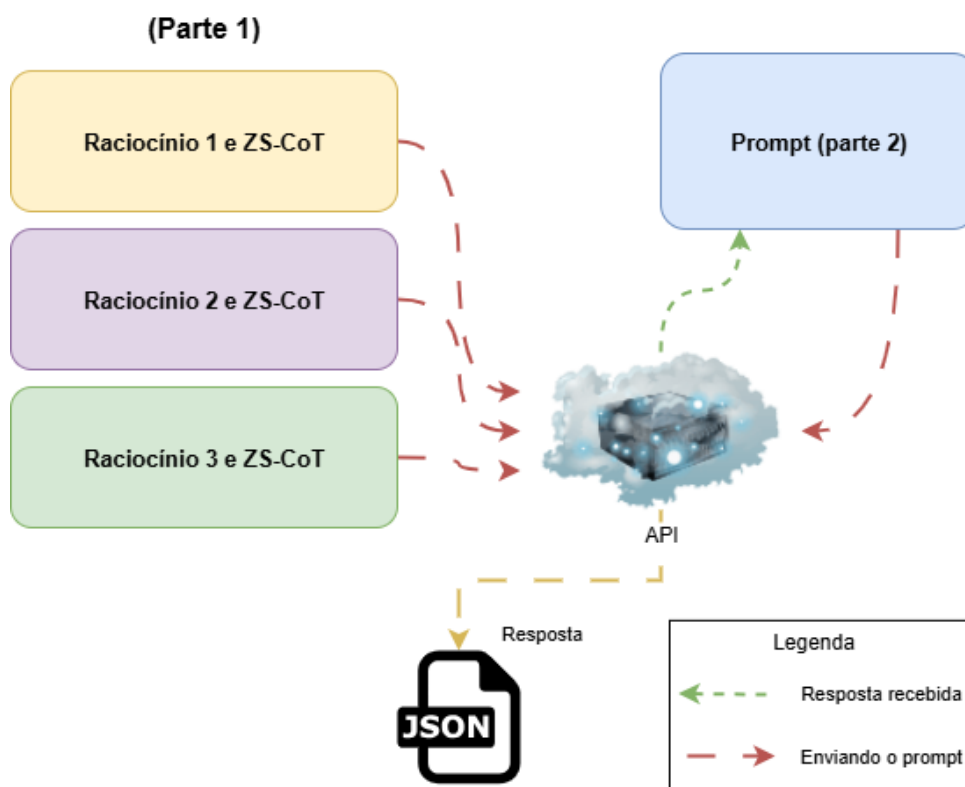 (Parte 1)
Raciocínio 1 e ZS-CoT
Prompt (parte 2)
Raciocínio 2 e ZS-CoT
Raciocínio 3 e ZS-CoT
API
Resposta
JSON
Legenda
Resposta recebida
Enviando o prompt